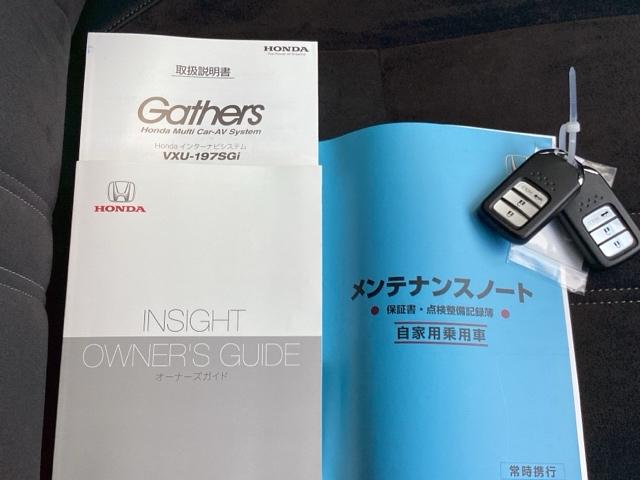 HONDA
The Power of Dreams
取扱説明書
Gathers
Honda Multi Car-AV System
Honda インターナビシステム
VXU-197SGi
HONDA
INSIGHT
OWNER'S GUIDE
オーナーズガイド
メンテナンスノート
● 保証書・点検整備記録簿 ●
自家用乗用車
常時携行